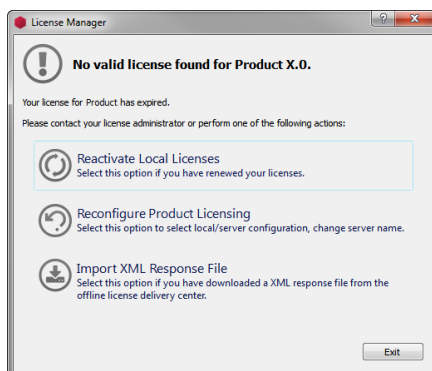 License Manager
No valid license found for Product X.0.
Your license for Product has expired.
Please contact your license administrator or perform one of the following actions:
Reactivate Local Licenses
Select this option if you have renewed your licenses.
Reconfigure Product Licensing
Select this option to select local/server configuration, change server name.
Import XML Response File
Select this option if you have downloaded a XML response file from the
offline license delivery center.
Exit